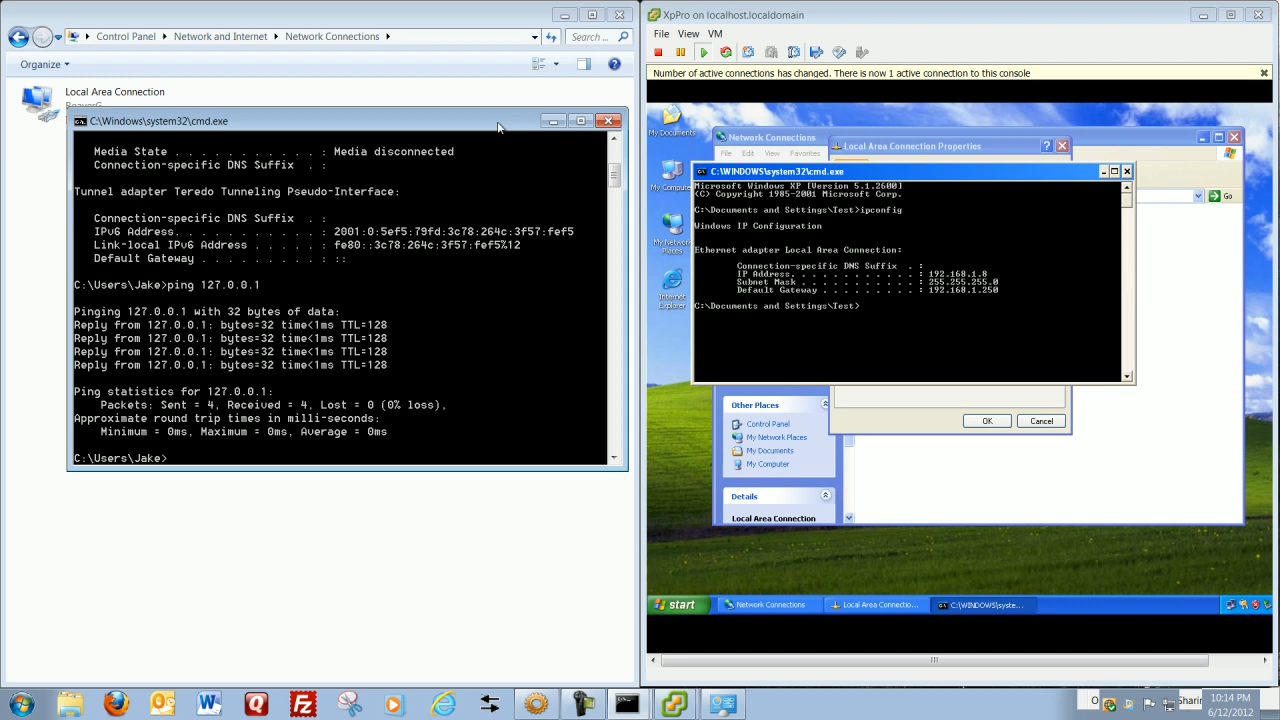 Control Panel Network and Internet Network Connections
Search ...
Organize
Local Area Connection
C:\Windows\system32\cmd.exe
Media State . . . . . . . . . . . : Media disconnected
Connection-specific DNS Suffix . :
Tunnel adapter Teredo Tunneling Pseudo-Interface:
Connection-specific DNS Suffix . :
IPv6 Address . . . . . . . . . . . : 2001:0:5ef5:79fd:3c78:264c:3f57:fef5
Link-local IPv6 Address . . . . . : fe80::3c78:264c:3f57:fef5%12
Default Gateway . . . . . . . . . : ::
C:\Users\Jake>ping 127.0.0.1
Pinging 127.0.0.1 with 32 bytes of data:
Reply from 127.0.0.1: bytes=32 time<1ms TTL=128
Reply from 127.0.0.1: bytes=32 time<1ms TTL=128
Reply from 127.0.0.1: bytes=32 time<1ms TTL=128
Reply from 127.0.0.1: bytes=32 time<1ms TTL=128
Ping statistics for 127.0.0.1:
Packets: Sent = 4, Received = 4, Lost = 0 (0% loss),
Approximate round trip times in milli-seconds:
Minimum = 0ms, Maximum = 0ms, Average = 0ms
C:\Users\Jake>
XpPro on localhost.localdomain
File View VM
Number of active connections has changed. There is now 1 active connection to this console
My Documents
My Compute
My Network
Places
Internet
Explorer
Network Connections
File Edit View Favorites
Go
Local Area Connection Properties
C:\WINDOWS\system32\cmd.exe
Microsoft Windows XP [Version 5.1.2600]
(C) Copyright 1985-2001 Microsoft Corp.
C:\Documents and Settings\Test>ipconfig
Windows IP Configuration
Ethernet adapter Local Area Connection:
Connection-specific DNS Suffix . :
IP Address. . . . . . . . . . . . : 192.168.1.8
Subnet Mask . . . . . . . . . . . : 255.255.255.0
Default Gateway . . . . . . . . . : 192.168.1.250
C:\Documents and Settings\Test>
OK Cancel
Other Places
Control Panel
My Network Places
My Documents
My Computer
Details
Local Area Connection
start Network Connections Local Area Connectio... C:\WINDOWS\syste...
Sharin
10:14 PM
6/12/2012